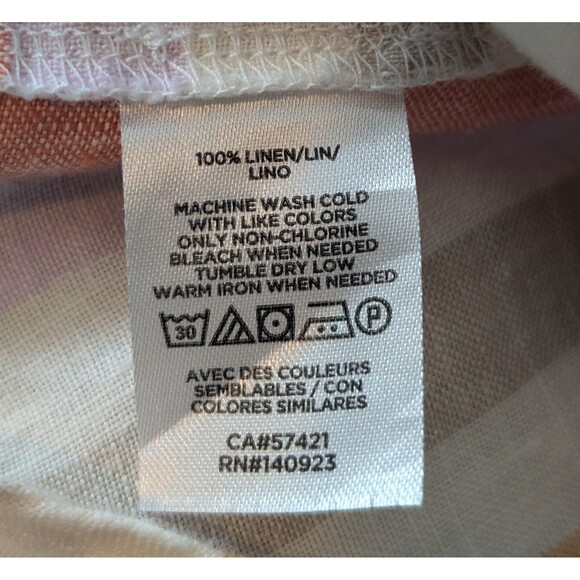 100% LINEN/LIN/
LINO
MACHINE WASH COLD
WITH LIKE COLORS
ONLY NON-CHLORINE
BLEACH WHEN NEEDED
TUMBLE DRY LOW
WARM IRON WHEN NEEDED
30 P
AVEC DES COULEURS
SEMBLABLES / CON
COLORES SIMILARES
CA#57421
RN#140923